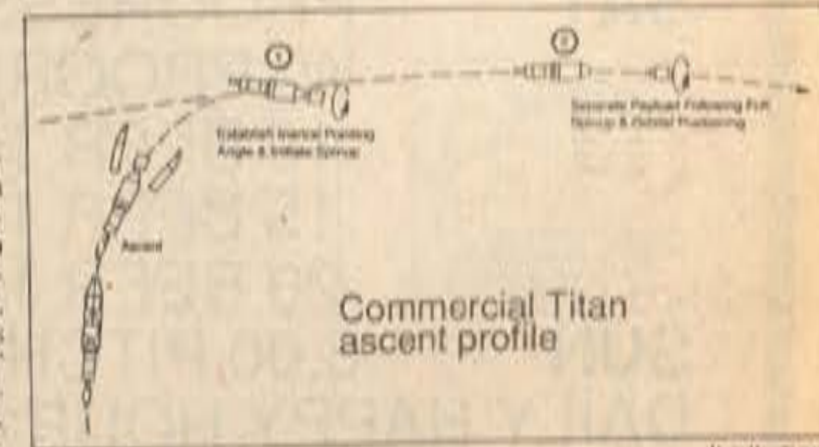 1
2
Establish Inertial Pointing
Angle & Initiate Spinup
Separate Payload Following Full
Spinup & Orbital Positioning
Ascent
Commercial Titan
ascent profile